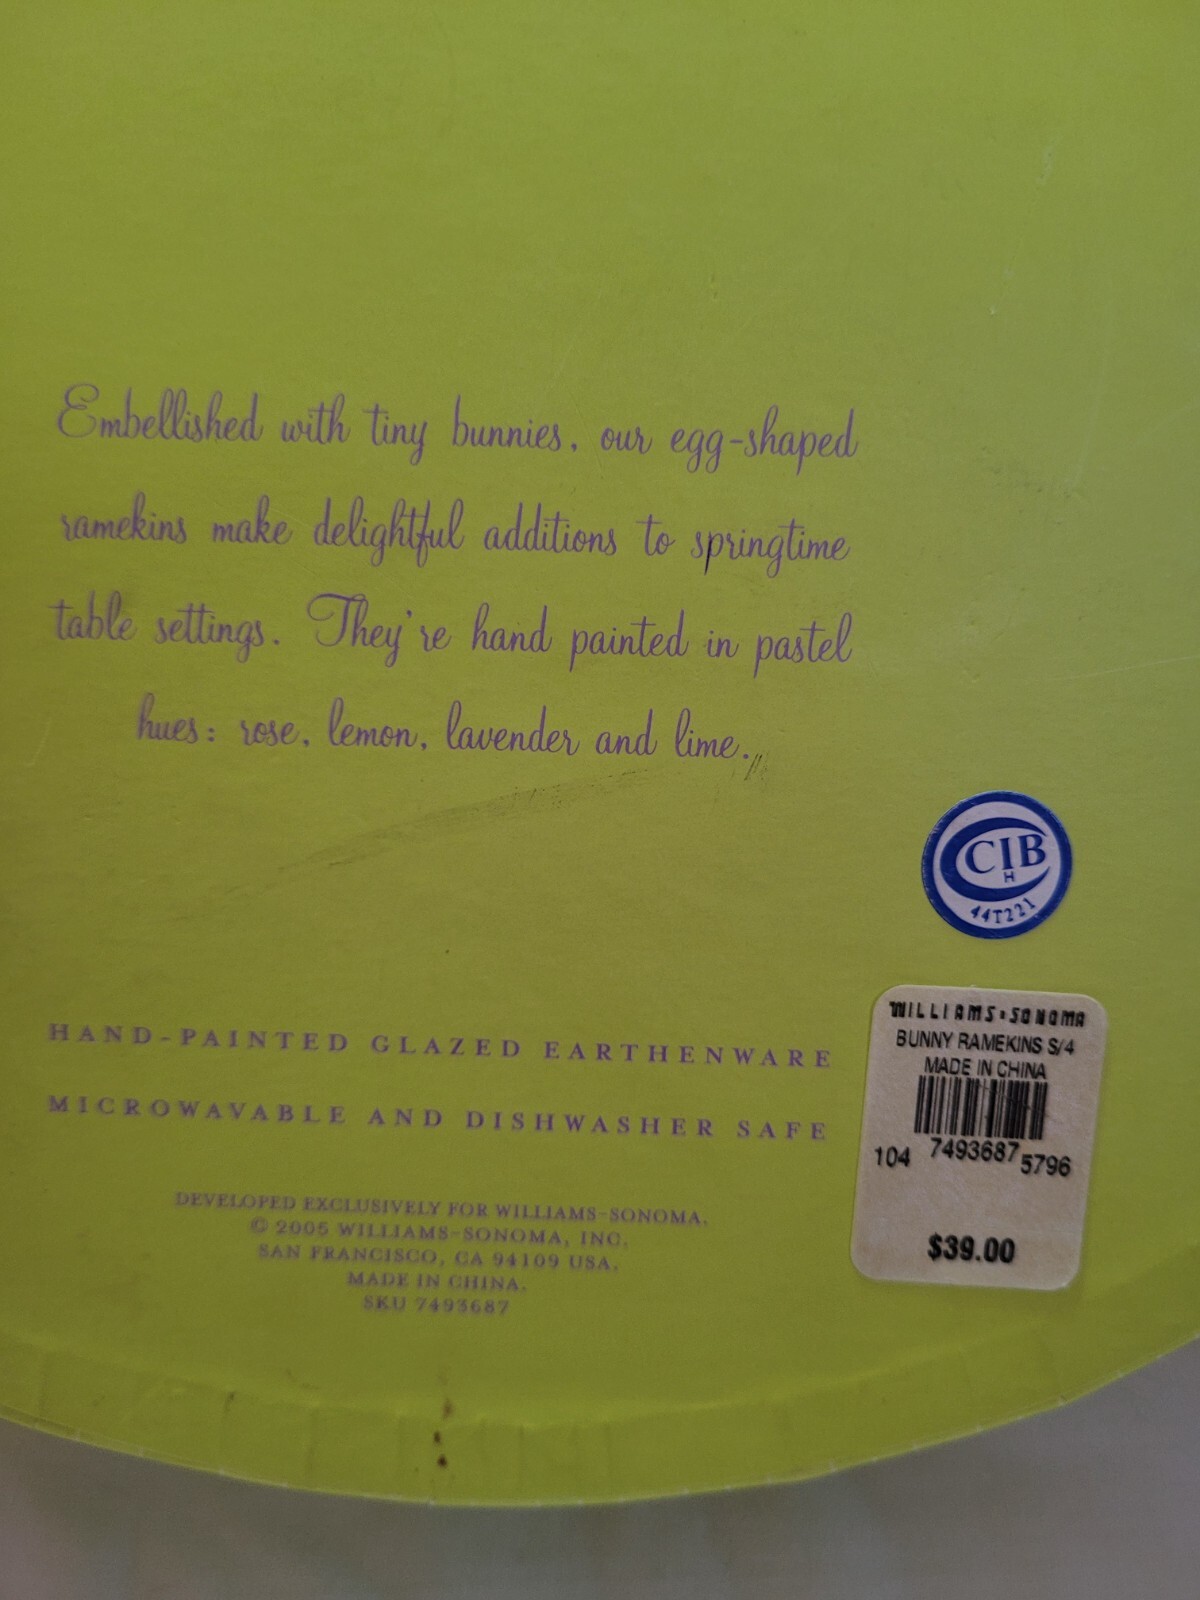 Embellished with tiny bunnies, our egg-shaped
ramekins make delightful additions to springtime
table settings. They're hand painted in pastel
hues: rose, lemon, lavender and lime.
CIB
H
44T221
HAND-PAINTED GLAZED EARTHENWARE
MICROWAVABLE AND DISHWASHER SAFE
DEVELOPED EXCLUSIVELY FOR WILLIAMS-SONOMA.
© 2005 WILLIAMS-SONOMA, INC.
SAN FRANCISCO, CA 94109 USA.
MADE IN CHINA.
SKU 7493687
WILLIAMS-SONOMA
BUNNY RAMEKINS S/4
MADE IN CHINA
104 7493687 5796
$39.00